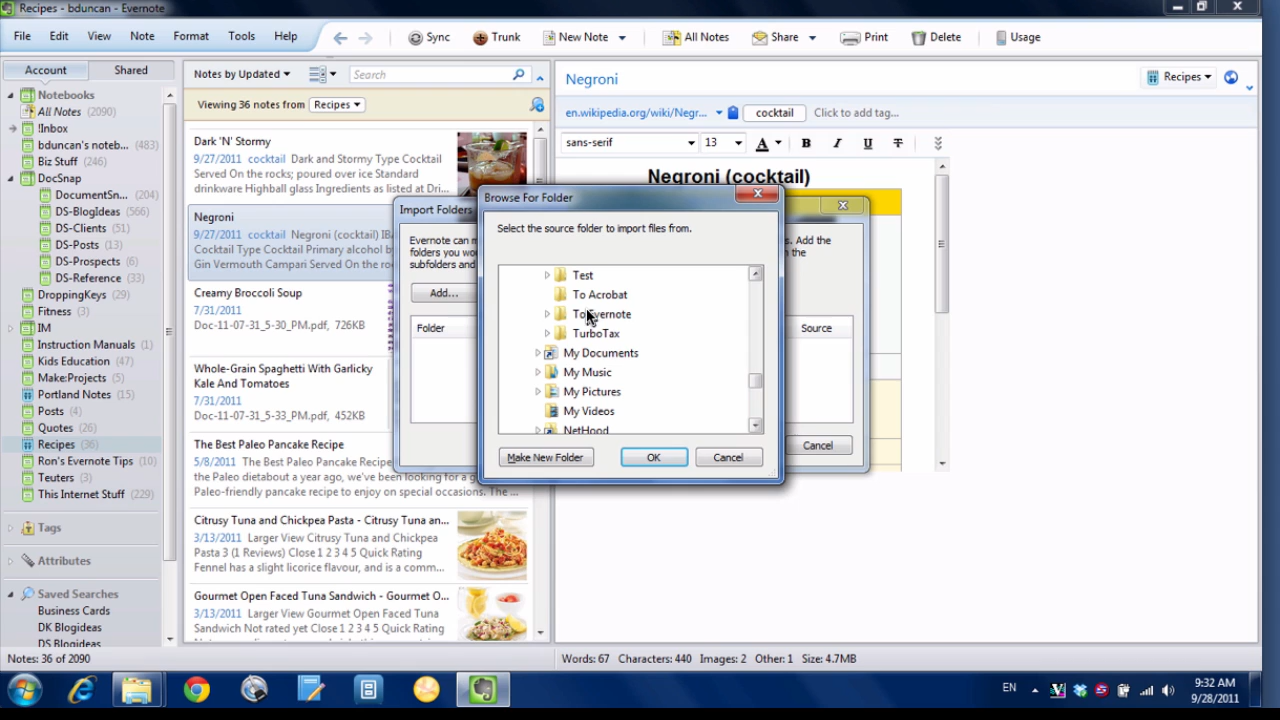 Recipes - bduncan - Evernote
File Edit View Note Format Tools Help
Sync Trunk New Note All Notes Share Print Delete Usage
Account Shared
Notebooks
All Notes (2090)
!Inbox
bduncan's noteb... (483)
Biz Stuff (246)
DocSnap
DocumentSn... (204)
DS-BlogIdeas (566)
DS-Clients (51)
DS-Posts (13)
DS-Prospects (6)
DS-Reference (33)
DroppingKeys (29)
Fitness (3)
IM
Instruction Manuals (1)
Kids Education (47)
Make:Projects (5)
Portland Notes (15)
Posts (4)
Quotes (6)
Recipes (36)
Ron's Evernote Tips (10)
Teuters (3)
This Internet Stuff (229)
Tags
Attributes
Saved Searches
Business Cards
DK Blogideas
DS Blogideas
Notes by Updated Search
Viewing 36 notes from Recipes
Dark 'N' Stormy
9/27/2011 cocktail Dark and Stormy Type Cocktail
Served On the rocks; poured over ice Standard
drinkware Highball glass Ingredients as listed at Dri...
Negroni
9/27/2011 cocktail Negroni (cocktail) IBA
Cocktail Type Cocktail Primary alcohol b
Gin Vermouth Campari Served On the ro
Creamy Broccoli Soup
7/31/2011
Doc-11-07-31_5-30_PM.pdf, 726KB
Whole-Grain Spaghetti With Garlicky
Kale And Tomatoes
7/31/2011
Doc-11-07-31_5-33_PM.pdf, 452KB
The Best Paleo Pancake Recipe
5/8/2011 The Best Paleo Pancake Recipe
the Paleo dietabout a year ago, we've been looking for a g
Paleo-friendly pancake recipe to enjoy on special occasions. The ...
Citrusy Tuna and Chickpea Pasta - Citrusy Tuna an...
3/13/2011 Larger View Citrusy Tuna and Chickpea
Pasta 3 (1 Reviews) Close 1 2 3 4 5 Quick Rating
Fennel has a slight licorice flavour, and is a comm...
Gourmet Open Faced Tuna Sandwich - Gourmet O...
3/13/2011 Larger View Gourmet Open Faced Tuna
Sandwich Not rated yet Close 1 2 3 4 5 Quick
Negroni Recipes
en.wikipedia.org/wiki/Negr... cocktail Click to add tag...
sans-serif 13 A B I U T
Negroni (cocktail)
Import Folders
Evernote can m
folders you wo
subfolders and
s. Add the
the
Add...
Folder Source
Cancel
Browse For Folder
Select the source folder to import files from.
Test
To Acrobat
To Evernote
TurboTax
My Documents
My Music
My Pictures
My Videos
NetHood
Make New Folder OK Cancel
Notes: 36 of 2090 Words: 67 Characters: 440 Images: 2 Other: 1 Size: 4.7MB
EN 9:32 AM
9/28/2011